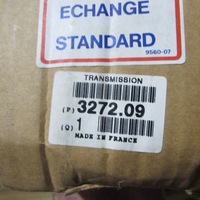 ECHANGE
STANDARD
9560-07
TRANSMISSION
(P) 3272.09
(Q) 1
MADE IN FRANCE